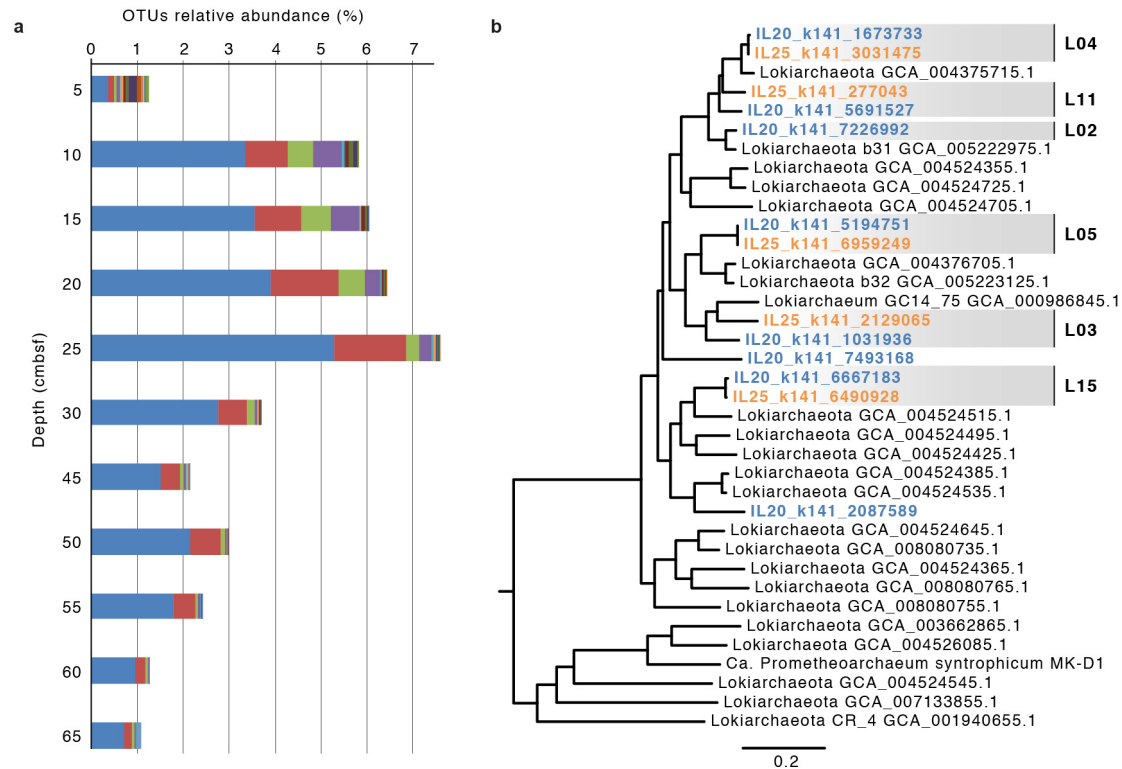 a
OTUs relative abundance (%)
0 1 2 3 4 5 6 7
Depth (cmbsf)
5
10
15
20
25
30
45
50
55
60
65
b
IL20_k141_1673733
IL25_k141_3031475
L04
Lokiarchaeota GCA_004375715.1
IL25_k141_277043
IL20_k141_5691527
L11
IL20_k141_7226992
L02
Lokiarchaeota b31 GCA_005222975.1
Lokiarchaeota GCA_004524355.1
Lokiarchaeota GCA_004524725.1
Lokiarchaeota GCA_004524705.1
IL20_k141_5194751
IL25_k141_6959249
L05
Lokiarchaeota GCA_004376705.1
Lokiarchaeota b32 GCA_005223125.1
Lokiarchaeum GC14_75 GCA_000986845.1
IL25_k141_2129065
IL20_k141_1031936
L03
IL20_k141_7493168
IL20_k141_6667183
IL25_k141_6490928
L15
Lokiarchaeota GCA_004524515.1
Lokiarchaeota GCA_004524495.1
Lokiarchaeota GCA_004524425.1
Lokiarchaeota GCA_004524385.1
Lokiarchaeota GCA_004524535.1
IL20_k141_2087589
Lokiarchaeota GCA_004524645.1
Lokiarchaeota GCA_008080735.1
Lokiarchaeota GCA_004524365.1
Lokiarchaeota GCA_008080765.1
Lokiarchaeota GCA_008080755.1
Lokiarchaeota GCA_003662865.1
Lokiarchaeota GCA_004526085.1
Ca. Prometheoarchaeum syntrophicum MK-D1
Lokiarchaeota GCA_004524545.1
Lokiarchaeota GCA_007133855.1
Lokiarchaeota CR_4 GCA_001940655.1
0.2